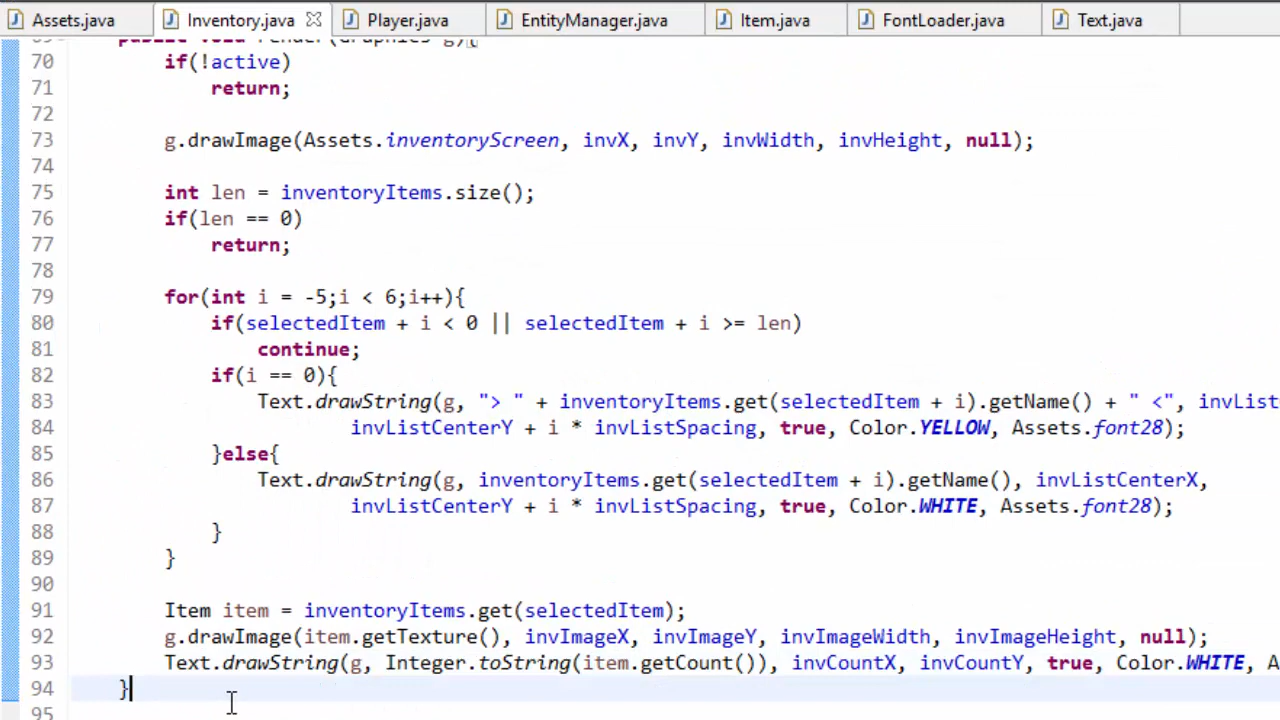 Assets.java Inventory.java Player.java EntityManager.java Item.java FontLoader.java Text.java
public void render(Graphics g){
70 if(!active)
71 return;
72
73 g.drawImage(Assets.inventoryScreen, invX, invY, invWidth, invHeight, null);
74
75 int len = inventoryItems.size();
76 if(len == 0)
77 return;
78
79 for(int i = -5;i < 6;i++){
80 if(selectedItem + i < 0 || selectedItem + i >= len)
81 continue;
82 if(i == 0){
83 Text.drawString(g, "> " + inventoryItems.get(selectedItem + i).getName() + " <", invList
84 invListCenterY + i * invListSpacing, true, Color.YELLOW, Assets.font28);
85 }else{
86 Text.drawString(g, inventoryItems.get(selectedItem + i).getName(), invListCenterX,
87 invListCenterY + i * invListSpacing, true, Color.WHITE, Assets.font28);
88 }
89 }
90
91 Item item = inventoryItems.get(selectedItem);
92 g.drawImage(item.getTexture(), invImageX, invImageY, invImageWidth, invImageHeight, null);
93 Text.drawString(g, Integer.toString(item.getCount()), invCountX, invCountY, true, Color.WHITE, A
94 }
95